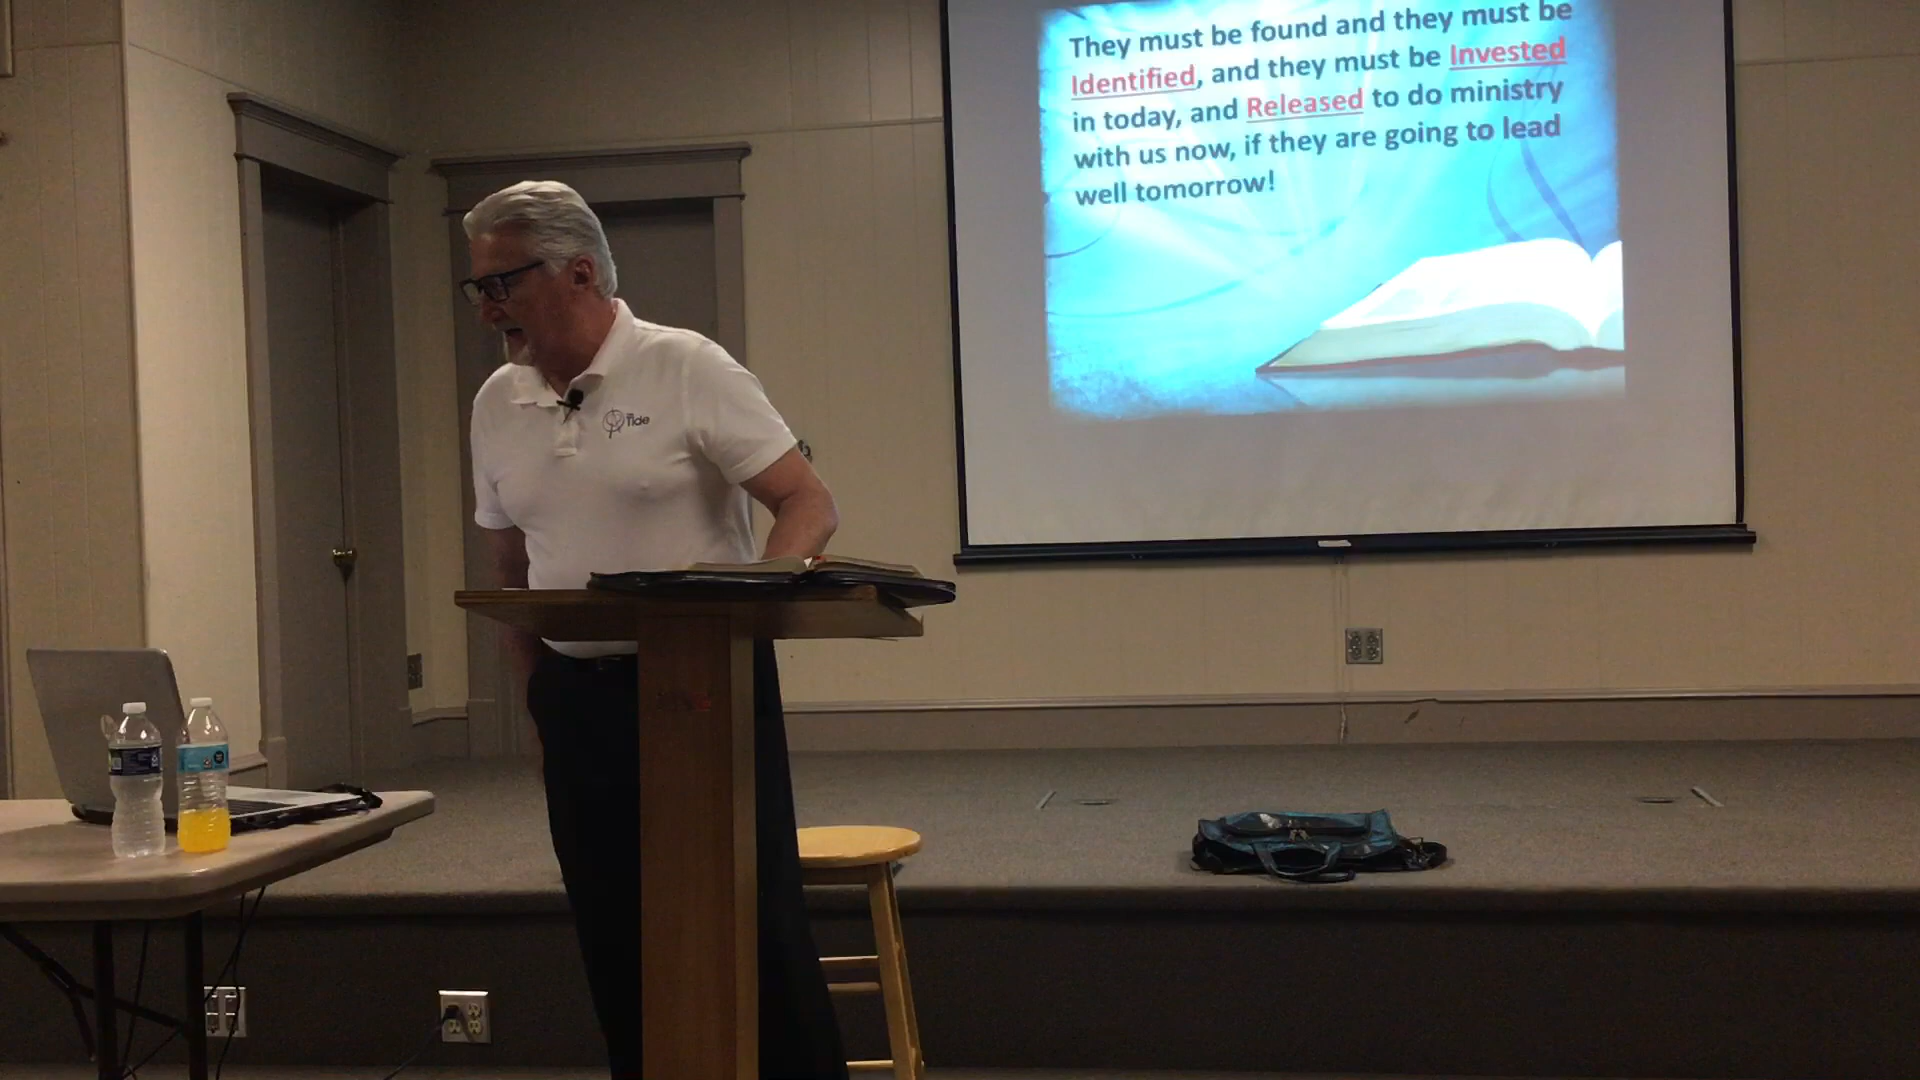 They must be found and they must be
Identified, and they must be Invested
in today, and Released to do ministry
with us now, if they are going to lead
well tomorrow!
the Tide